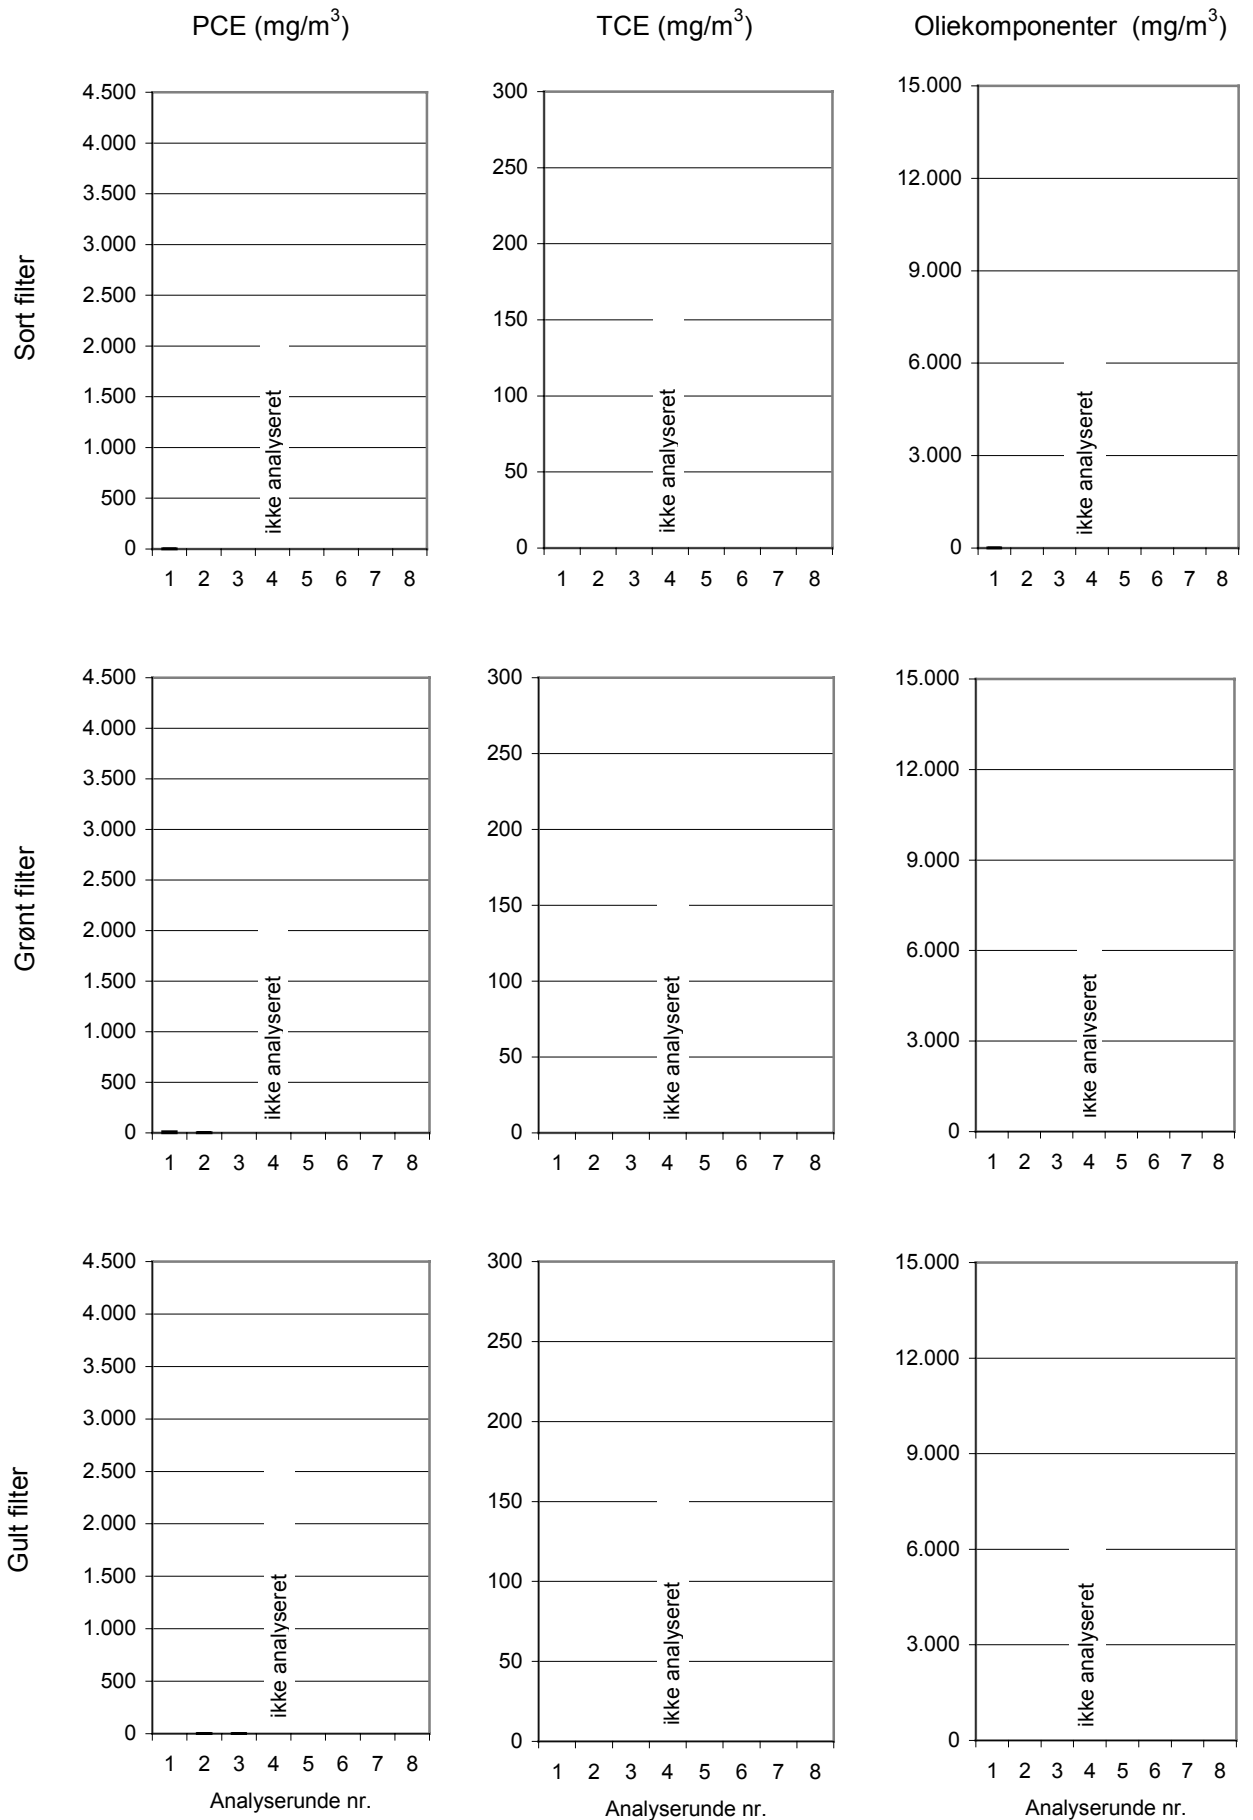 PCE (mg/m³)
TCE (mg/m³)
Oliekomponenter (mg/m³)
Sort filter
4.500
4.000
3.500
3.000
2.500
2.000
1.500
1.000
500
0
ikke analyseret
1 2 3 4 5 6 7 8
300
250
200
150
100
50
0
ikke analyseret
1 2 3 4 5 6 7 8
15.000
12.000
9.000
6.000
3.000
0
ikke analyseret
1 2 3 4 5 6 7 8
Grønt filter
4.500
4.000
3.500
3.000
2.500
2.000
1.500
1.000
500
0
ikke analyseret
1 2 3 4 5 6 7 8
300
250
200
150
100
50
0
ikke analyseret
1 2 3 4 5 6 7 8
15.000
12.000
9.000
6.000
3.000
0
ikke analyseret
1 2 3 4 5 6 7 8
Gult filter
4.500
4.000
3.500
3.000
2.500
2.000
1.500
1.000
500
0
ikke analyseret
1 2 3 4 5 6 7 8
Analyserunde nr.
300
250
200
150
100
50
0
ikke analyseret
1 2 3 4 5 6 7 8
Analyserunde nr.
15.000
12.000
9.000
6.000
3.000
0
ikke analyseret
1 2 3 4 5 6 7 8
Analyserunde nr.